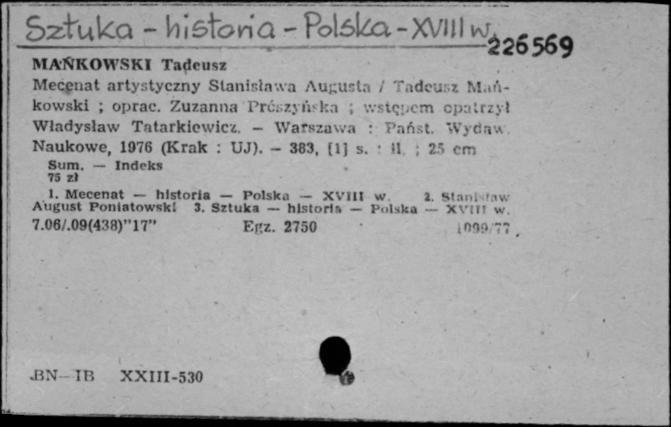 Sztuka - historia - Polska - XVIII w.
226569
MAŃKOWSKI Tadeusz
Mecenat artystyczny Stanisława Augusta / Tadeusz Mań-
kowski ; oprac. Zuzanna Prószyńska ; wstępem opatrzył
Władysław Tatarkiewicz. — Warszawa : Państ. Wydaw.
Naukowe, 1976 (Krak : UJ). — 383, [1] s. : il. ; 25 cm
Sum. — Indeks
75 zł
1. Mecenat — historia — Polska — XVIII w. 2. Stanisław
August Poniatowski 3. Sztuka — historia — Polska — XVIII w.
7.06/.09(438)"17" Egz. 2750 1099/77
BN—IB XXIII-530